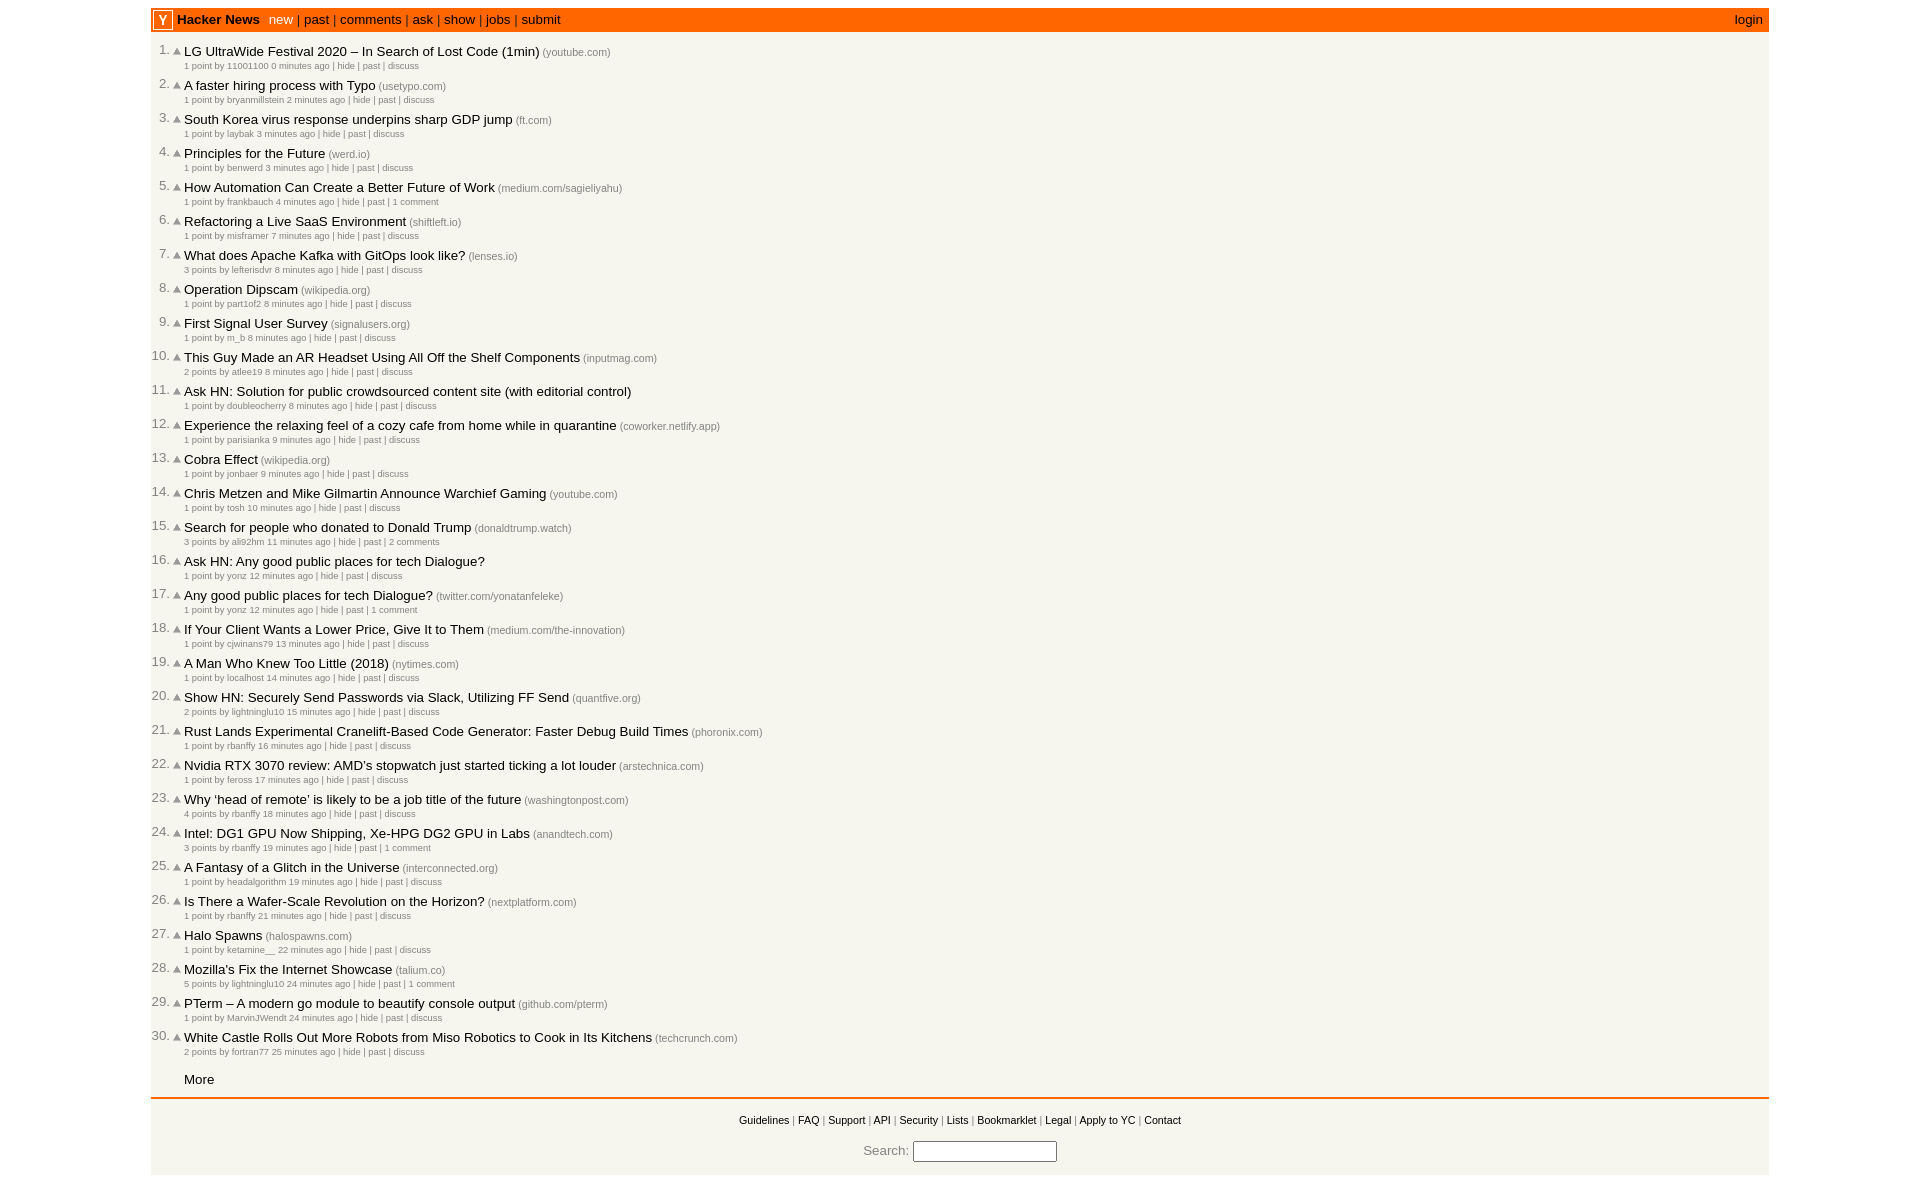 Y Hacker News new | past | comments | ask | show | jobs | submit login
1. LG UltraWide Festival 2020 – In Search of Lost Code (1min) (youtube.com)
1 point by 11001100 0 minutes ago | hide | past | discuss
2. A faster hiring process with Typo (usetypo.com)
1 point by bryanmillstein 2 minutes ago | hide | past | discuss
3. South Korea virus response underpins sharp GDP jump (ft.com)
1 point by laybak 3 minutes ago | hide | past | discuss
4. Principles for the Future (werd.io)
1 point by benwerd 3 minutes ago | hide | past | discuss
5. How Automation Can Create a Better Future of Work (medium.com/sagieliyahu)
1 point by frankbauch 4 minutes ago | hide | past | 1 comment
6. Refactoring a Live SaaS Environment (shiftleft.io)
1 point by misframer 7 minutes ago | hide | past | discuss
7. What does Apache Kafka with GitOps look like? (lenses.io)
3 points by lefterisdvr 8 minutes ago | hide | past | discuss
8. Operation Dipscam (wikipedia.org)
1 point by part1of2 8 minutes ago | hide | past | discuss
9. First Signal User Survey (signalusers.org)
1 point by m_b 8 minutes ago | hide | past | discuss
10. This Guy Made an AR Headset Using All Off the Shelf Components (inputmag.com)
2 points by atlee19 8 minutes ago | hide | past | discuss
11. Ask HN: Solution for public crowdsourced content site (with editorial control)
1 point by doubleocherry 8 minutes ago | hide | past | discuss
12. Experience the relaxing feel of a cozy cafe from home while in quarantine (coworker.netlify.app)
1 point by parisianka 9 minutes ago | hide | past | discuss
13. Cobra Effect (wikipedia.org)
1 point by jonbaer 9 minutes ago | hide | past | discuss
14. Chris Metzen and Mike Gilmartin Announce Warchief Gaming (youtube.com)
1 point by tosh 10 minutes ago | hide | past | discuss
15. Search for people who donated to Donald Trump (donaldtrump.watch)
3 points by ali92hm 11 minutes ago | hide | past | 2 comments
16. Ask HN: Any good public places for tech Dialogue?
1 point by yonz 12 minutes ago | hide | past | discuss
17. Any good public places for tech Dialogue? (twitter.com/yonatanfeleke)
1 point by yonz 12 minutes ago | hide | past | 1 comment
18. If Your Client Wants a Lower Price, Give It to Them (medium.com/the-innovation)
1 point by cjwinans79 13 minutes ago | hide | past | discuss
19. A Man Who Knew Too Little (2018) (nytimes.com)
1 point by localhost 14 minutes ago | hide | past | discuss
20. Show HN: Securely Send Passwords via Slack, Utilizing FF Send (quantfive.org)
2 points by lightninglu10 15 minutes ago | hide | past | discuss
21. Rust Lands Experimental Cranelift-Based Code Generator: Faster Debug Build Times (phoronix.com)
1 point by rbanffy 16 minutes ago | hide | past | discuss
22. Nvidia RTX 3070 review: AMD’s stopwatch just started ticking a lot louder (arstechnica.com)
1 point by feross 17 minutes ago | hide | past | discuss
23. Why ‘head of remote’ is likely to be a job title of the future (washingtonpost.com)
4 points by rbanffy 18 minutes ago | hide | past | discuss
24. Intel: DG1 GPU Now Shipping, Xe-HPG DG2 GPU in Labs (anandtech.com)
3 points by rbanffy 19 minutes ago | hide | past | 1 comment
25. A Fantasy of a Glitch in the Universe (interconnected.org)
1 point by headalgorithm 19 minutes ago | hide | past | discuss
26. Is There a Wafer-Scale Revolution on the Horizon? (nextplatform.com)
1 point by rbanffy 21 minutes ago | hide | past | discuss
27. Halo Spawns (halospawns.com)
1 point by ketamine__ 22 minutes ago | hide | past | discuss
28. Mozilla's Fix the Internet Showcase (talium.co)
5 points by lightninglu10 24 minutes ago | hide | past | 1 comment
29. PTerm – A modern go module to beautify console output (github.com/pterm)
1 point by MarvinJWendt 24 minutes ago | hide | past | discuss
30. White Castle Rolls Out More Robots from Miso Robotics to Cook in Its Kitchens (techcrunch.com)
2 points by fortran77 25 minutes ago | hide | past | discuss
More
Guidelines | FAQ | Support | API | Security | Lists | Bookmarklet | Legal | Apply to YC | Contact
Search: